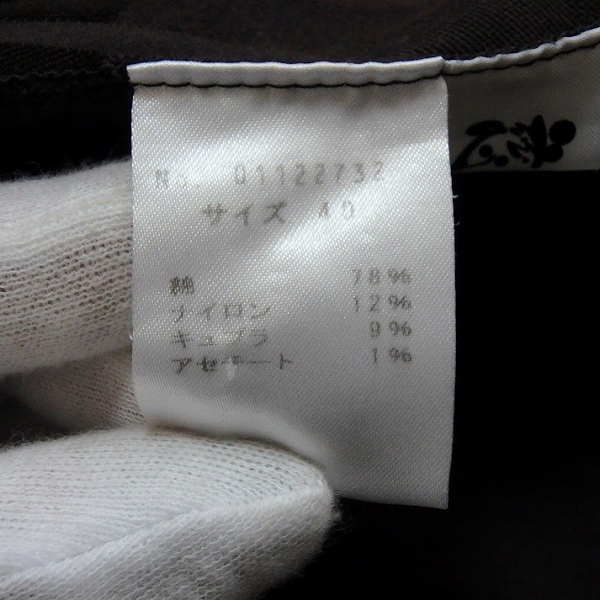 No. 01122732
サイズ 40
綿 78%
ナイロン 12%
キュプラ 9%
アセテート 1%